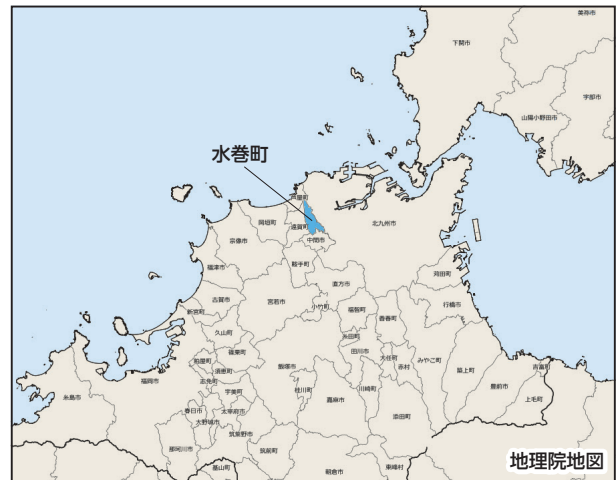 美祢市
下関市
宇部市
山陽小野田市
水巻町
芦屋町
北九州市
岡垣町
遠賀町
中間市
宗像市
鞍手町
福津市
直方市
苅田町
古賀市
宮若市
小竹町
福智町
香春町
行橋市
新宮町
久山町
糸田町
篠栗町
田川市
大任町
みやこ町
吉富町
粕屋町
須恵町
飯塚市
赤村
築上町
福岡市
志免町
宇美町
桂川町
川崎町
豊前市
糸島市
嘉麻市
上毛町
春日市
太宰府市
添田町
大野城市
筑紫野市
那珂川市
筑前町
地理院地図
基山町
朝倉市
東峰村